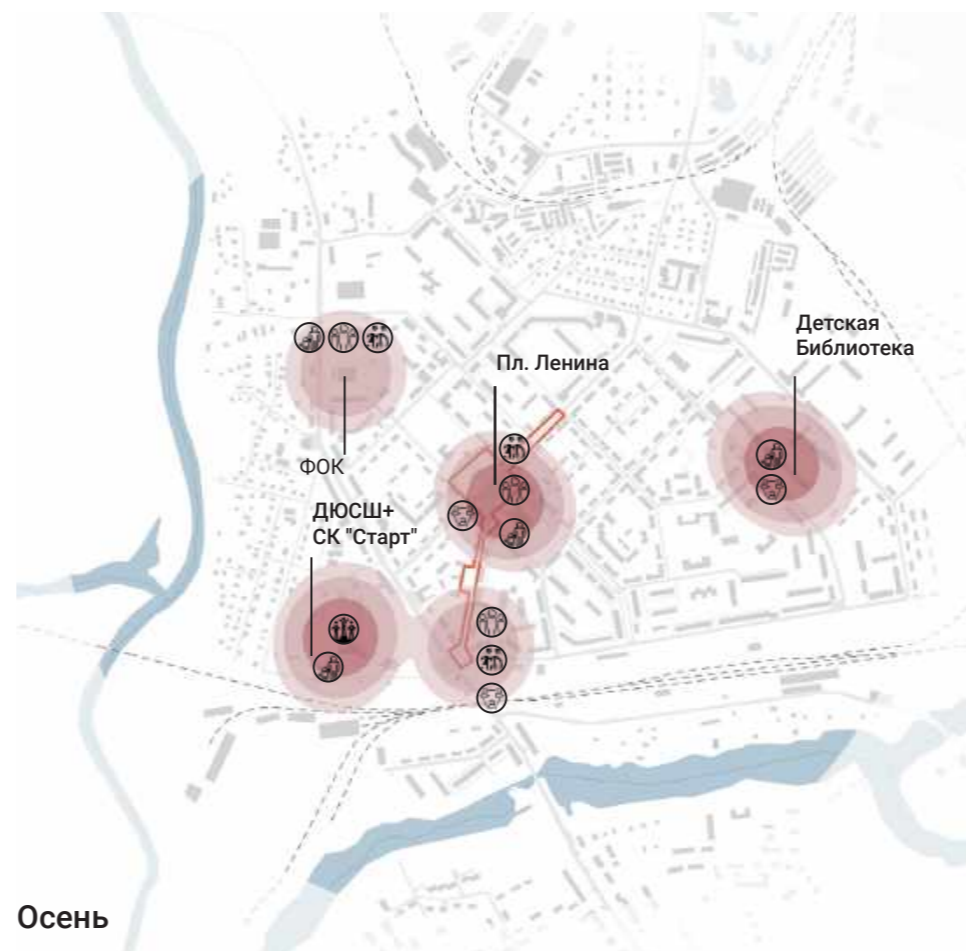 Детская
Библиотека
Пл. Ленина
ФОК
ДЮСШ+
СК "Старт"
Осень